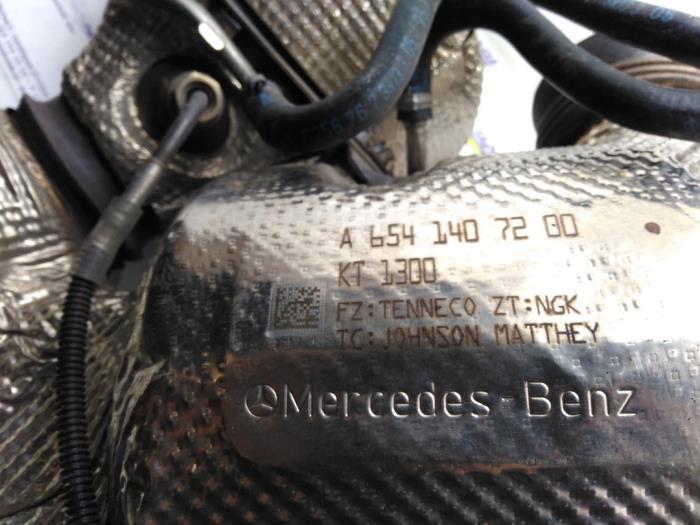 A 654 140 72 00
KT 1300
FZ:TENNECO ZT:NGK
TC:JOHNSON MATTHEY
Mercedes-Benz